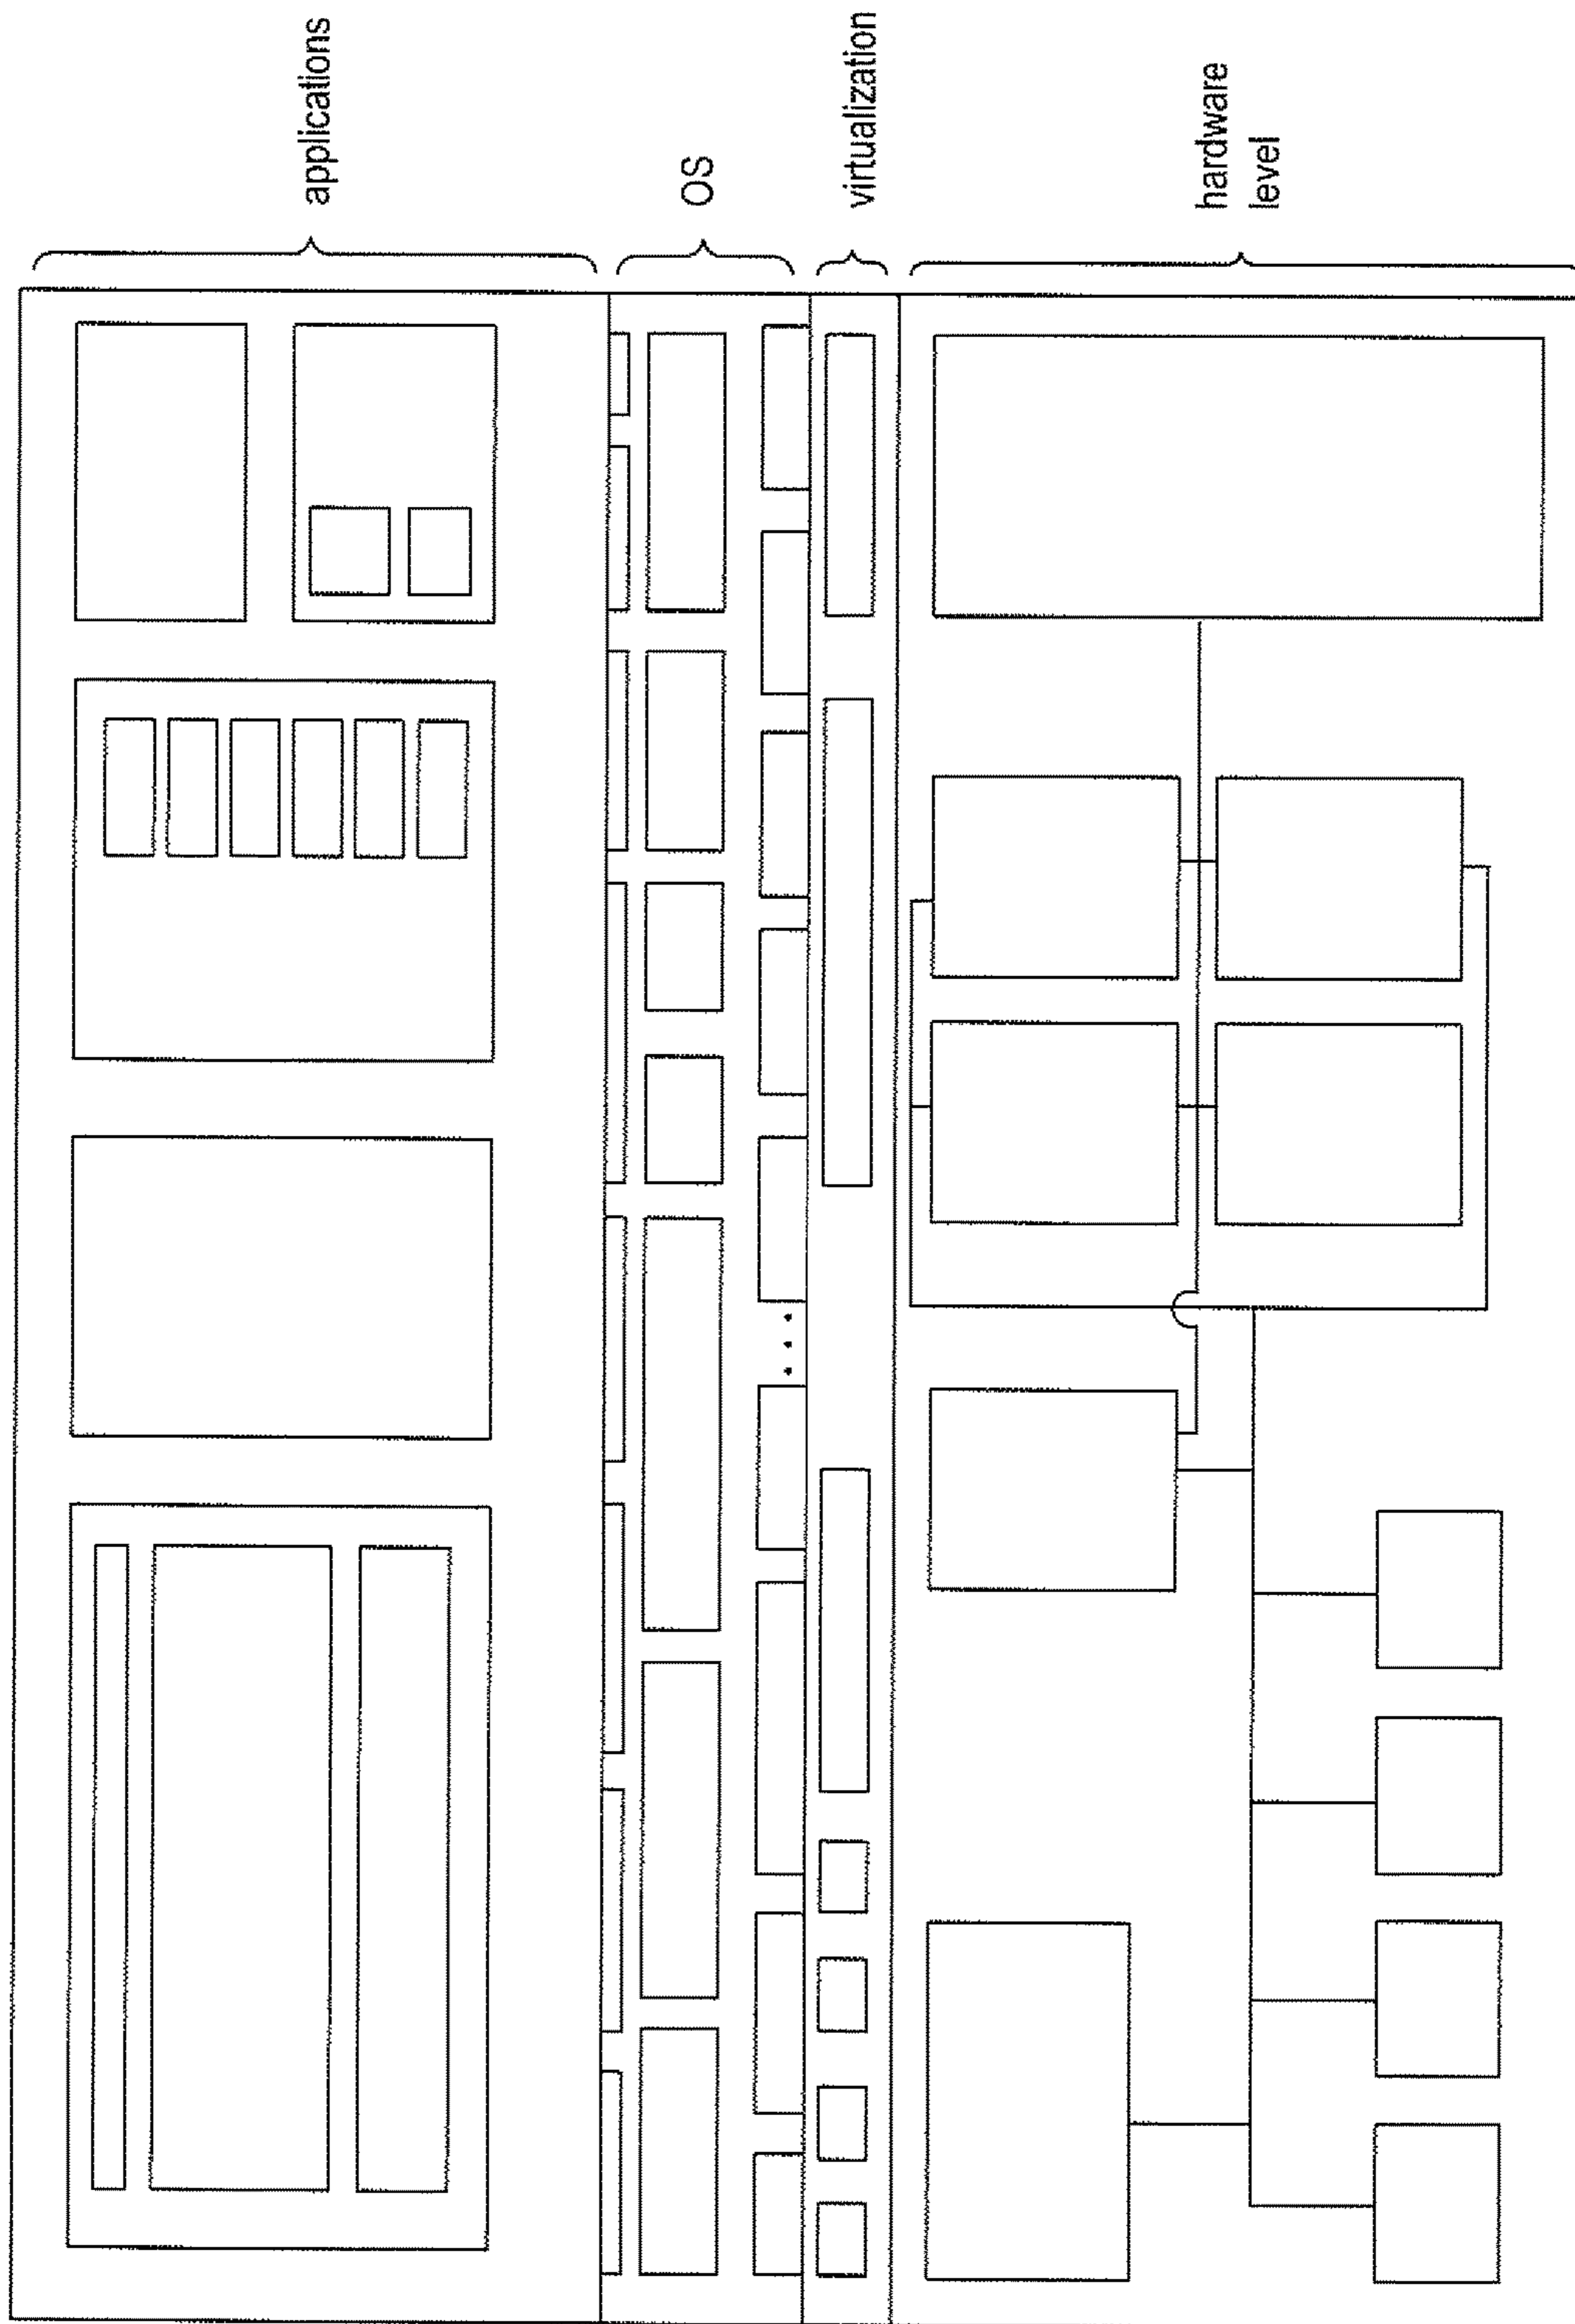 applications
OS
virtualization
hardware
level